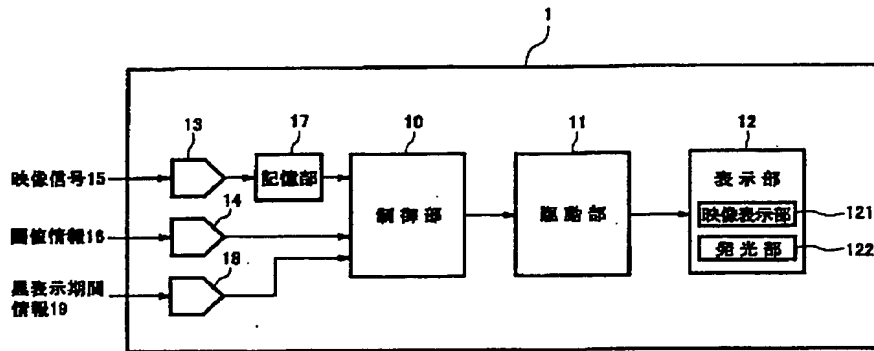 1
13
17
10
11
12
映像信号15
記憶部
制御部
駆動部
表示部
映像表示部
121
発光部
122
14
閾値情報16
18
黒表示期間
情報19